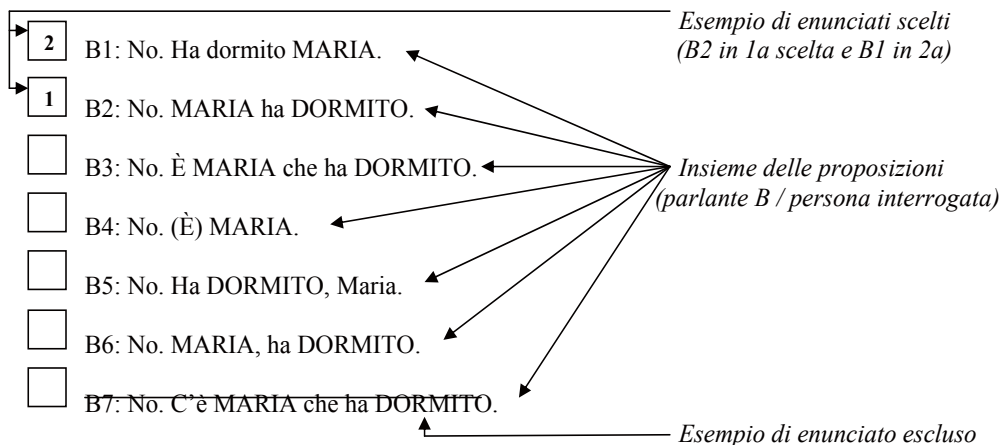 Esempio di enunciati scelti
2 B1: No. Ha dormito MARIA.
(B2 in 1a scelta e B1 in 2a)
1 B2: No. MARIA ha DORMITO.
B3: No. È MARIA che ha DORMITO.
Insieme delle proposizioni
(parlante B / persona interrogata)
B4: No. (È) MARIA.
B5: No. Ha DORMITO, Maria.
B6: No. MARIA, ha DORMITO.
B7: No. C'è MARIA che ha DORMITO.
Esempio di enunciato escluso